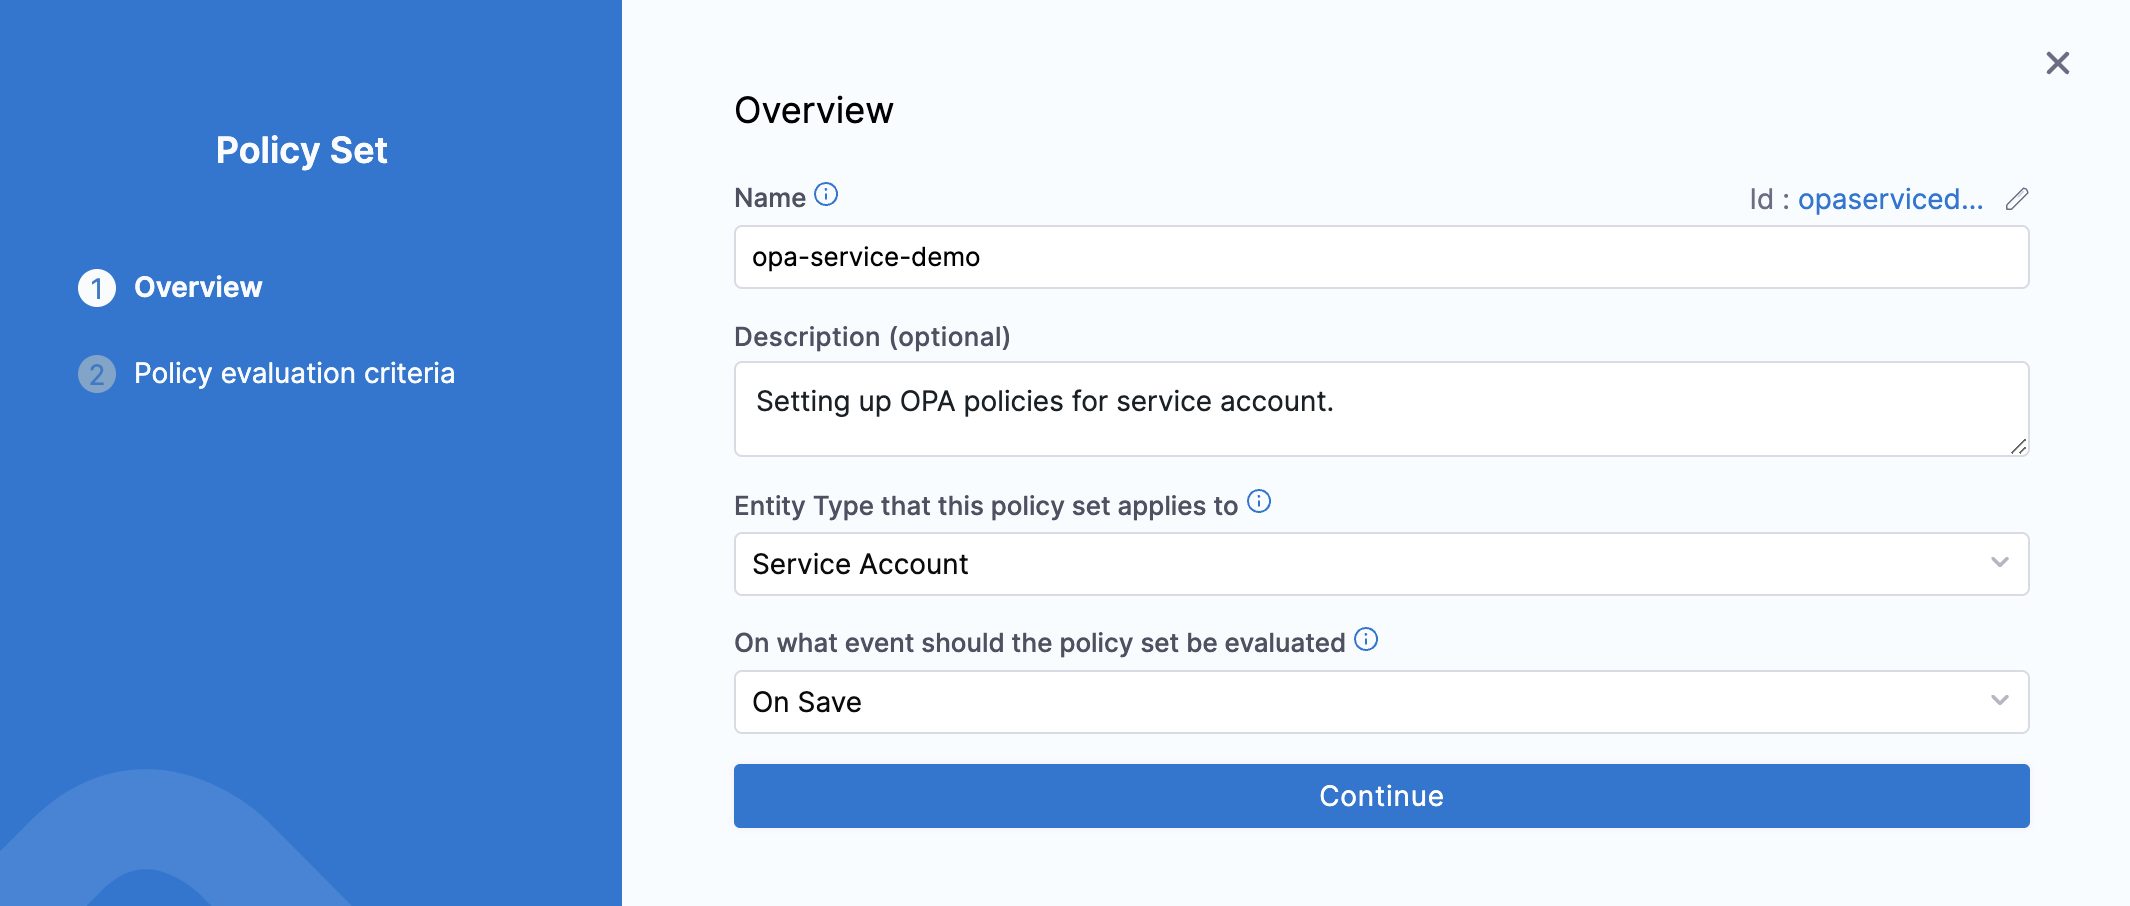 Policy Set
1 Overview
2 Policy evaluation criteria
Overview
Name
Id : opaserviced...
opa-service-demo
Description (optional)
Setting up OPA policies for service account.
Entity Type that this policy set applies to
Service Account
On what event should the policy set be evaluated
On Save
Continue